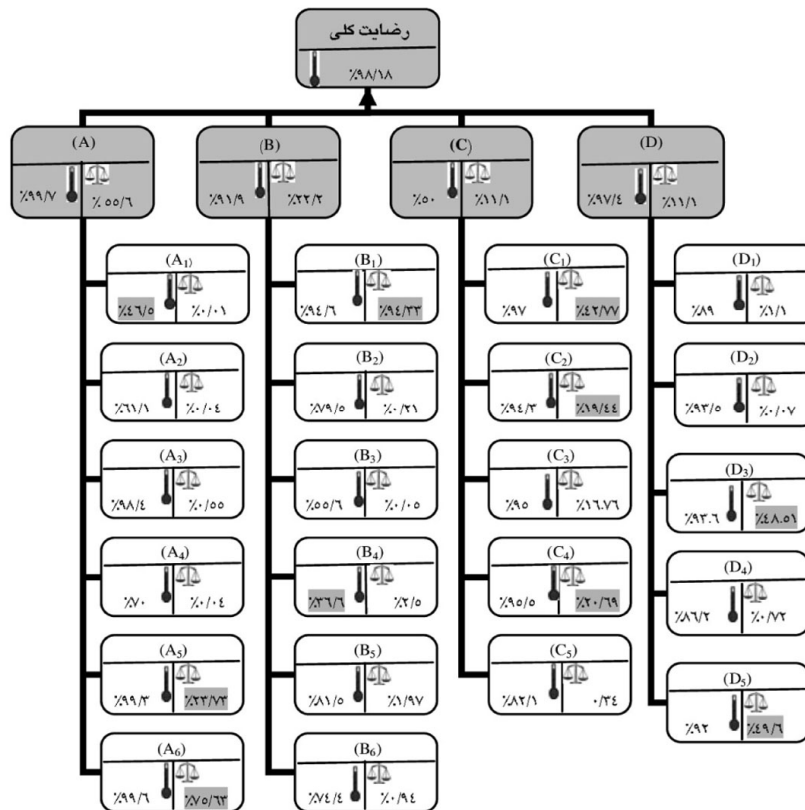 رضایت کلی
٪۹۸/۱۸
(A)
٪۹۹/۷ ٪۵۵/٦
(B)
٪۹۱/۹ ٪۲۲/۲
(C)
٪۵۰ ٪۱۱/۱
(D)
٪۹۷/٤ ٪۱۱/۱
(A1)
٪٤٦/۵ ٪۰/۰۱
(A2)
٪٦۱/۱ ٪۰/۰٤
(A3)
٪۹۸/٤ ٪۰/۵۵
(A4)
٪۷۰ ٪۰/۰٤
(A5)
٪۹۹/۳ ٪۲۳/۷۳
(A6)
٪۹۹/٦ ٪۷۵/٦۳
(B1)
٪۹٤/٦ ٪۹٤/۳۳
(B2)
٪۷۹/۵ ٪۰/۲۱
(B3)
٪۵۵/٦ ٪۰/۰۵
(B4)
٪۳٦/٦ ٪۲/۵
(B5)
٪۸۱/۵ ٪۱/۹۷
(B6)
٪۷٤/٤ ٪۰/۹٤
(C1)
٪۹۷ ٪٤۲/۷۷
(C2)
٪۹٤/۳ ٪۱۹/٤٤
(C3)
٪۹۵ ٪۱٦.۷٦
(C4)
٪۹۵/۵ ٪۲۰/٦۹
(C5)
٪۸۲/۱ ۰/۳٤
(D1)
٪۸۹ ٪۱/۱
(D2)
٪۹۳/۵ ٪۰/۰۷
(D3)
٪۹۳.٦ ٪٤۸.۵۱
(D4)
٪۸٦/۲ ٪۰/۷۲
(D5)
٪۹۲ ٪٤۹/٦